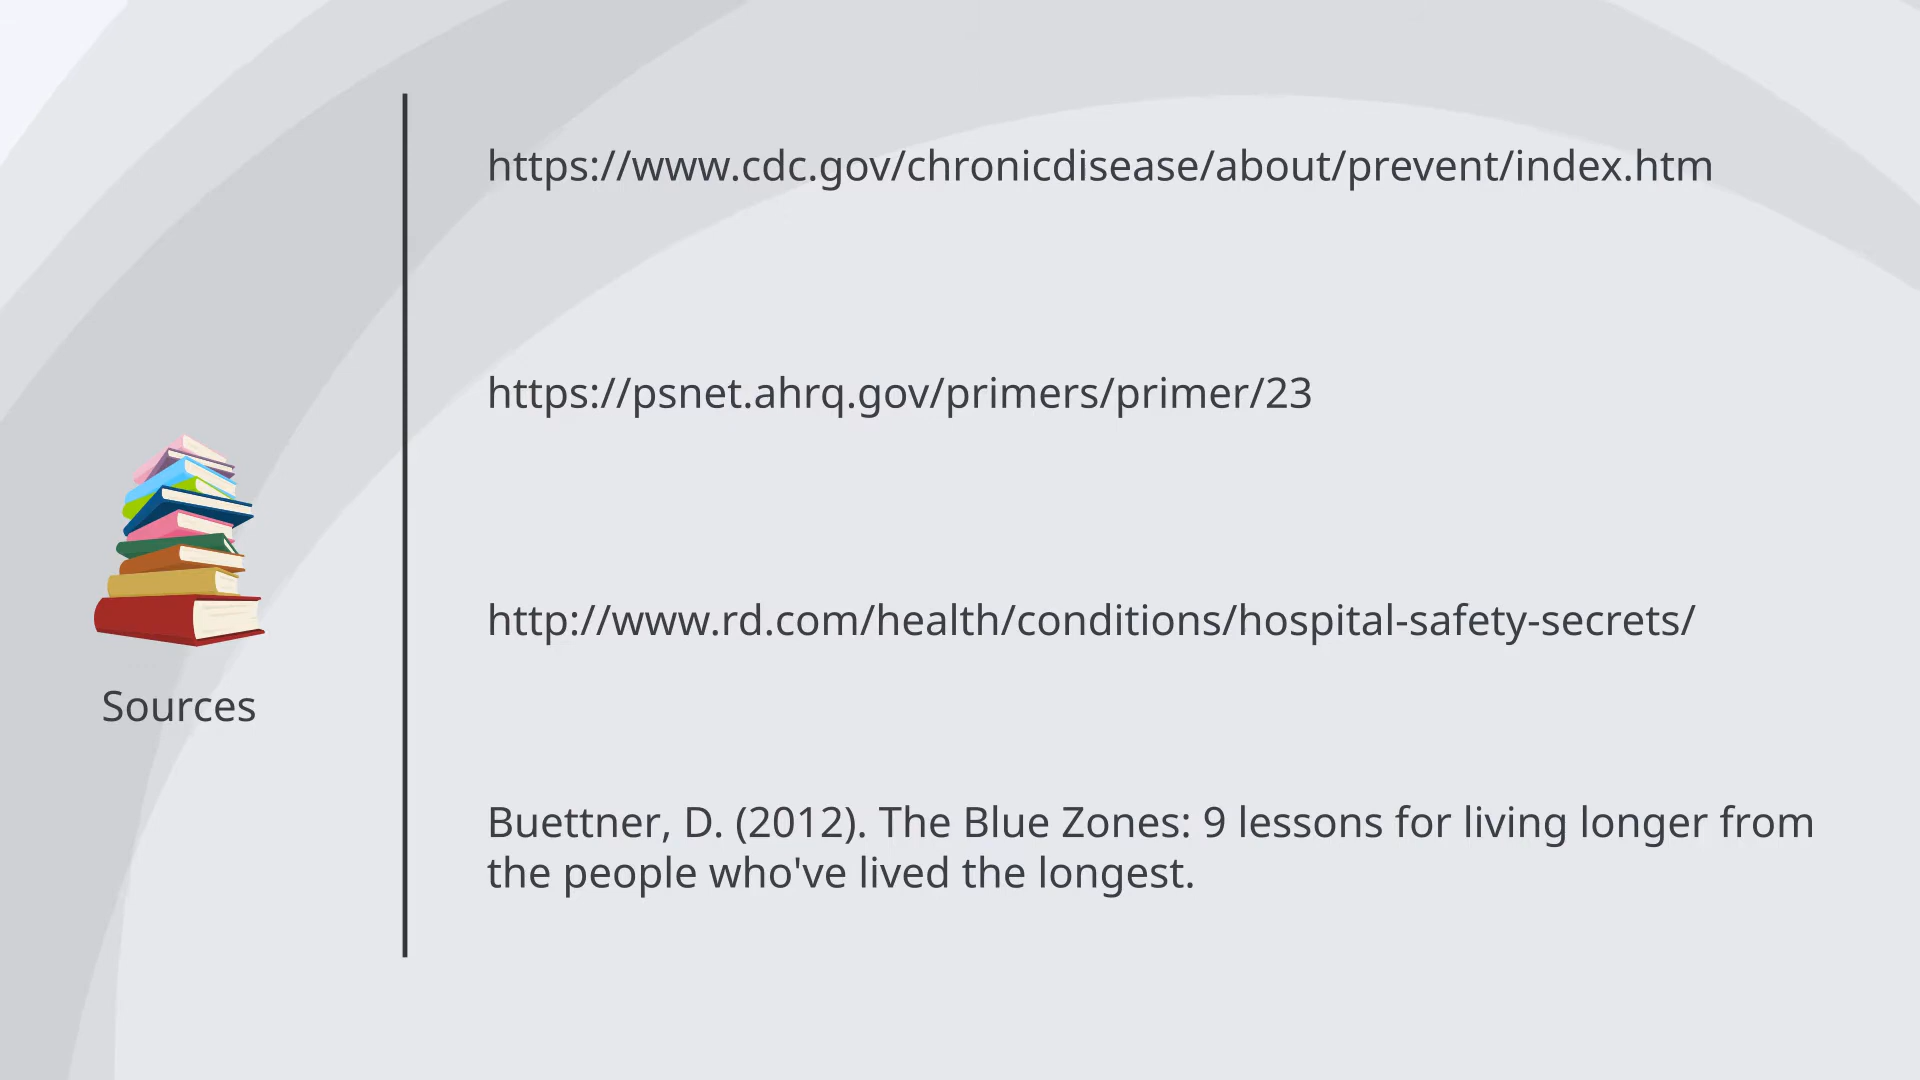 https://www.cdc.gov/chronicdisease/about/prevent/index.htm
https://psnet.ahrq.gov/primers/primer/23
http://www.rd.com/health/conditions/hospital-safety-secrets/
Sources
Buettner, D. (2012). The Blue Zones: 9 lessons for living longer from
the people who've lived the longest.